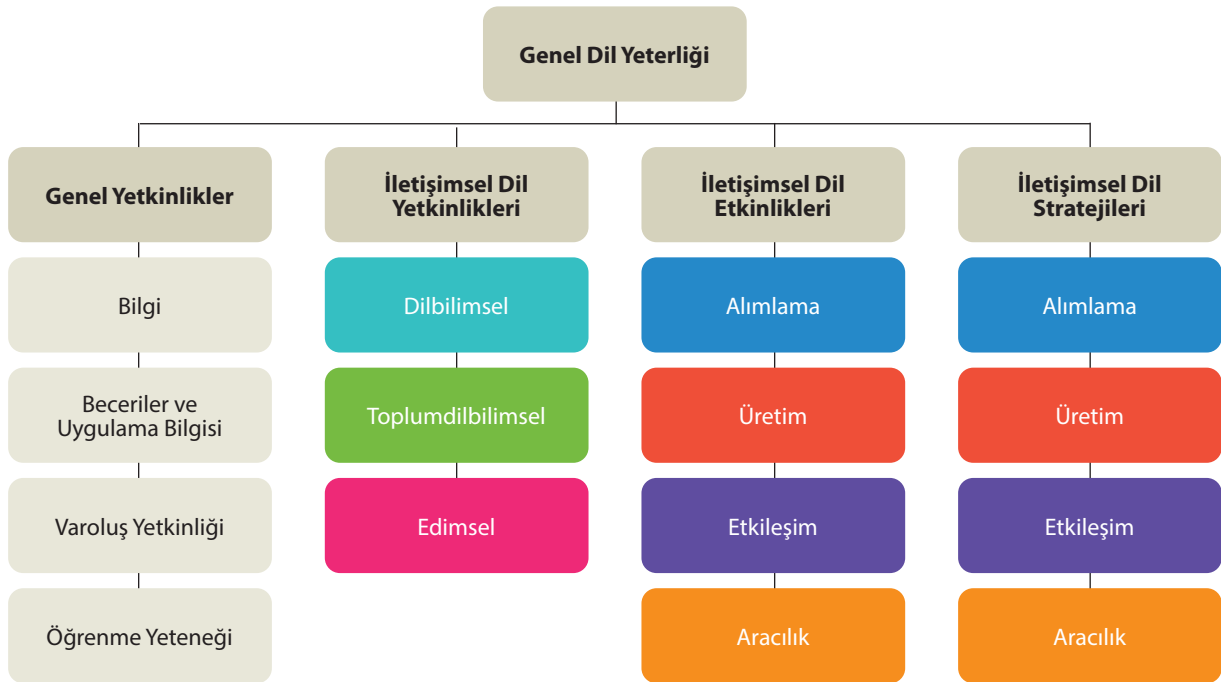 Genel Dil Yeterliği
Genel Yetkinlikler
Bilgi
Beceriler ve
Uygulama Bilgisi
Varoluş Yetkinliği
Öğrenme Yeteneği
İletişimsel Dil
Yetkinlikleri
Dilbilimsel
Toplumdilbilimsel
Edimsel
İletişimsel Dil
Etkinlikleri
Alımlama
Üretim
Etkileşim
Aracılık
İletişimsel Dil
Stratejileri
Alımlama
Üretim
Etkileşim
Aracılık